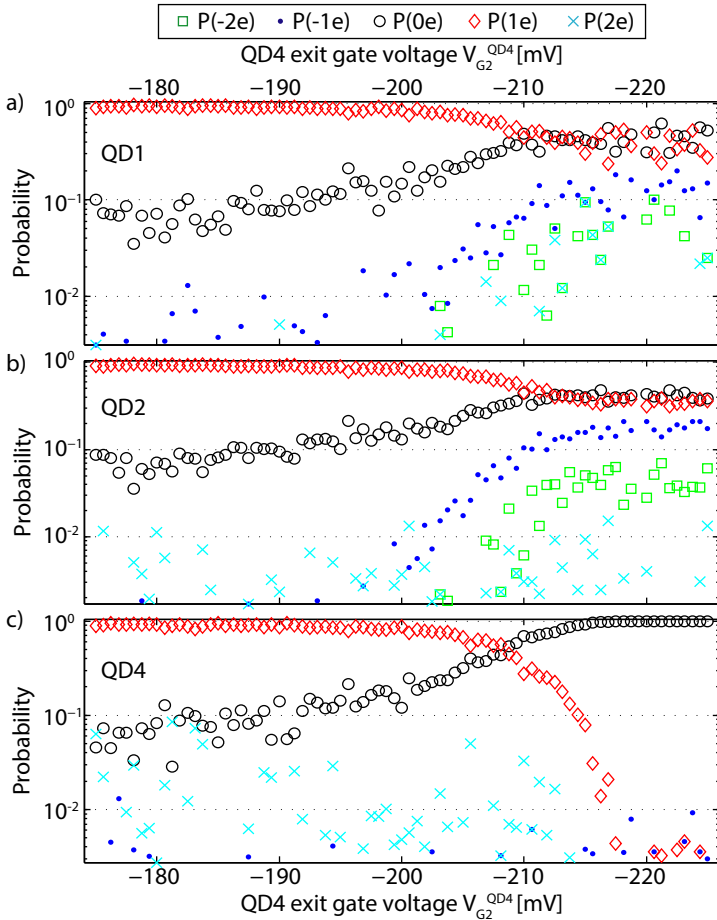 P(-2e) P(-1e) P(0e) P(1e) P(2e)
QD4 exit gate voltage V_G2^QD4 [mV]
−180 −190 −200 −210 −220
a)
10^0
QD1
10^-1
Probability
10^-2
b)
10^0
QD2
10^-1
Probability
10^-2
c)
10^0
QD4
10^-1
Probability
10^-2
−180 −190 −200 −210 −220
QD4 exit gate voltage V_G2^QD4 [mV]